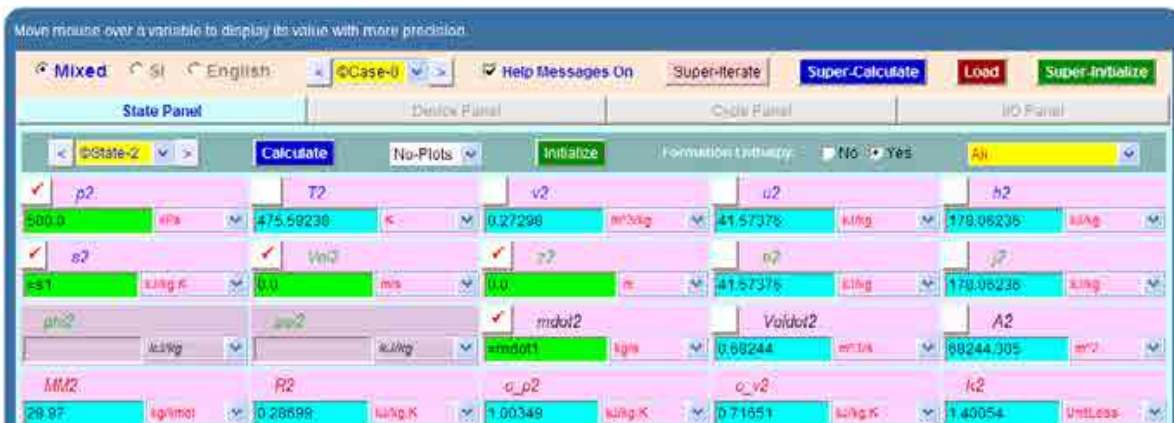 Move mouse over a variable to display its value with more precision.
Mixed SI English < ©Case-0 > Help Messages On Super-Iterate Super-Calculate Load Super-Initialize
State Panel Device Panel Cycle Panel I/O Panel
< ©State-2 > Calculate No-Plots Initialize Formation Enthalpy: No Yes Air
p2 T2 v2 u2 h2
500.0 kPa 475.59238 K 0.27298 m^3/kg 41.57376 kJ/kg 178.06236 kJ/kg
s2 Vel2 z2 e2 j2
=s1 kJ/kg.K 0.0 m/s 0.0 m 41.57376 kJ/kg 178.06236 kJ/kg
phi2 psi2 mdot2 Voldot2 A2
kJ/kg kJ/kg =mdot1 kg/s 0.68244 m^3/s 68244.305 m^2
MM2 R2 c_p2 c_v2 k2
28.97 kg/kmol 0.28699 kJ/kg.K 1.00349 kJ/kg.K 0.71651 kJ/kg.K 1.40054 UnitLess